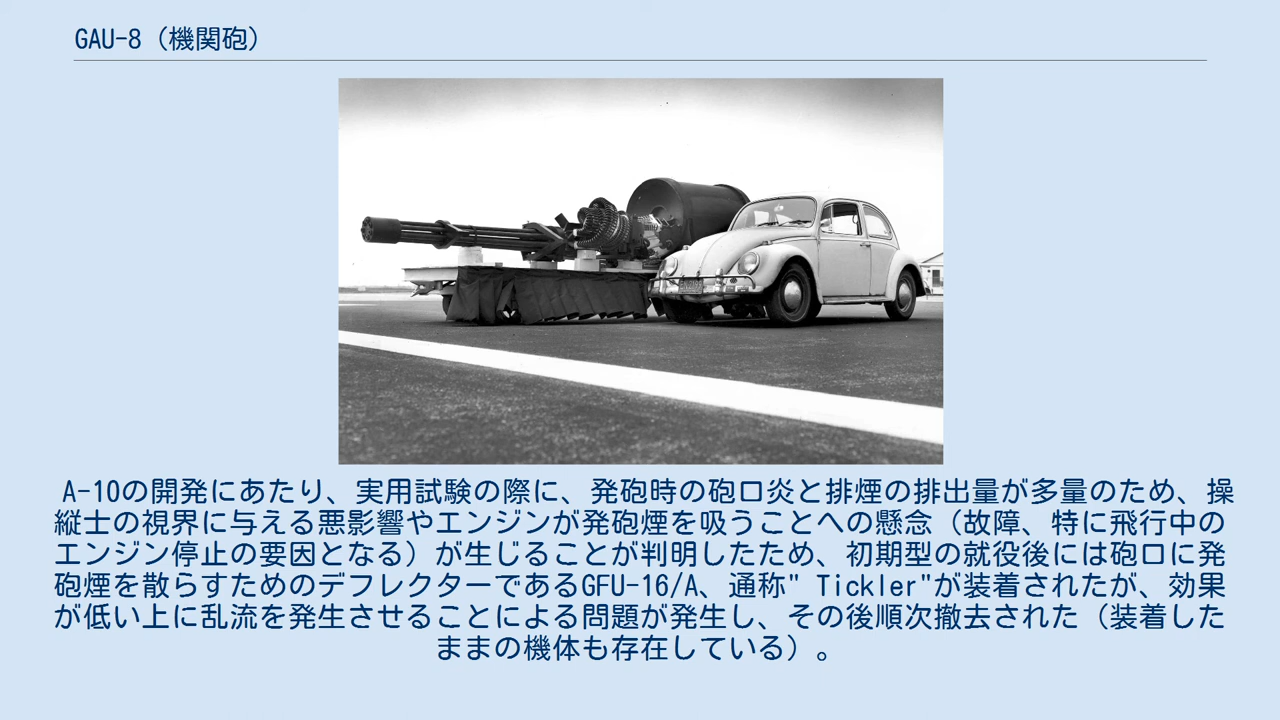 GAU-8（機関砲）
A-10の開発にあたり、実用試験の際に、発砲時の砲口炎と排煙の排出量が多量のため、操
縦士の視界に与える悪影響やエンジンが発砲煙を吸うことへの懸念（故障、特に飛行中の
エンジン停止の要因となる）が生じることが判明したため、初期型の就役後には砲口に発
砲煙を散らすためのデフレクターであるGFU-16/A、通称" Tickler"が装着されたが、効果
が低い上に乱流を発生させることによる問題が発生し、その後順次撤去された（装着した
ままの機体も存在している）。